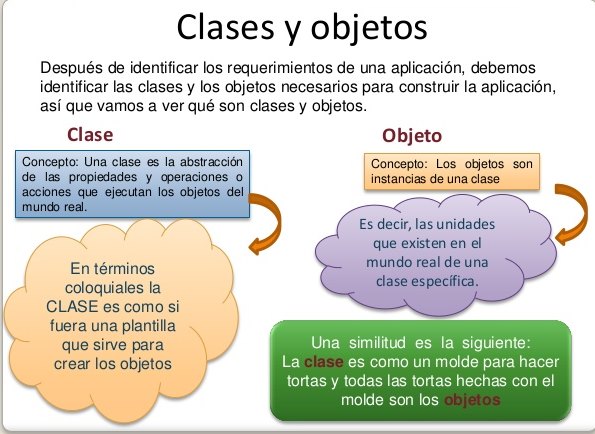 Clases y objetos
Después de identificar los requerimientos de una aplicación, debemos
identificar las clases y los objetos necesarios para construir la aplicación,
así que vamos a ver qué son clases y objetos.
Clase
Concepto: Una clase es la abstracción
de las propiedades y operaciones o
acciones que ejecutan los objetos del
mundo real.
En términos
coloquiales la
CLASE es como si
fuera una plantilla
que sirve para
crear los objetos
Objeto
Concepto: Los objetos son
instancias de una clase
Es decir, las unidades
que existen en el
mundo real de una
clase específica.
Una similitud es la siguiente:
La clase es como un molde para hacer
tortas y todas las tortas hechas con el
molde son los objetos